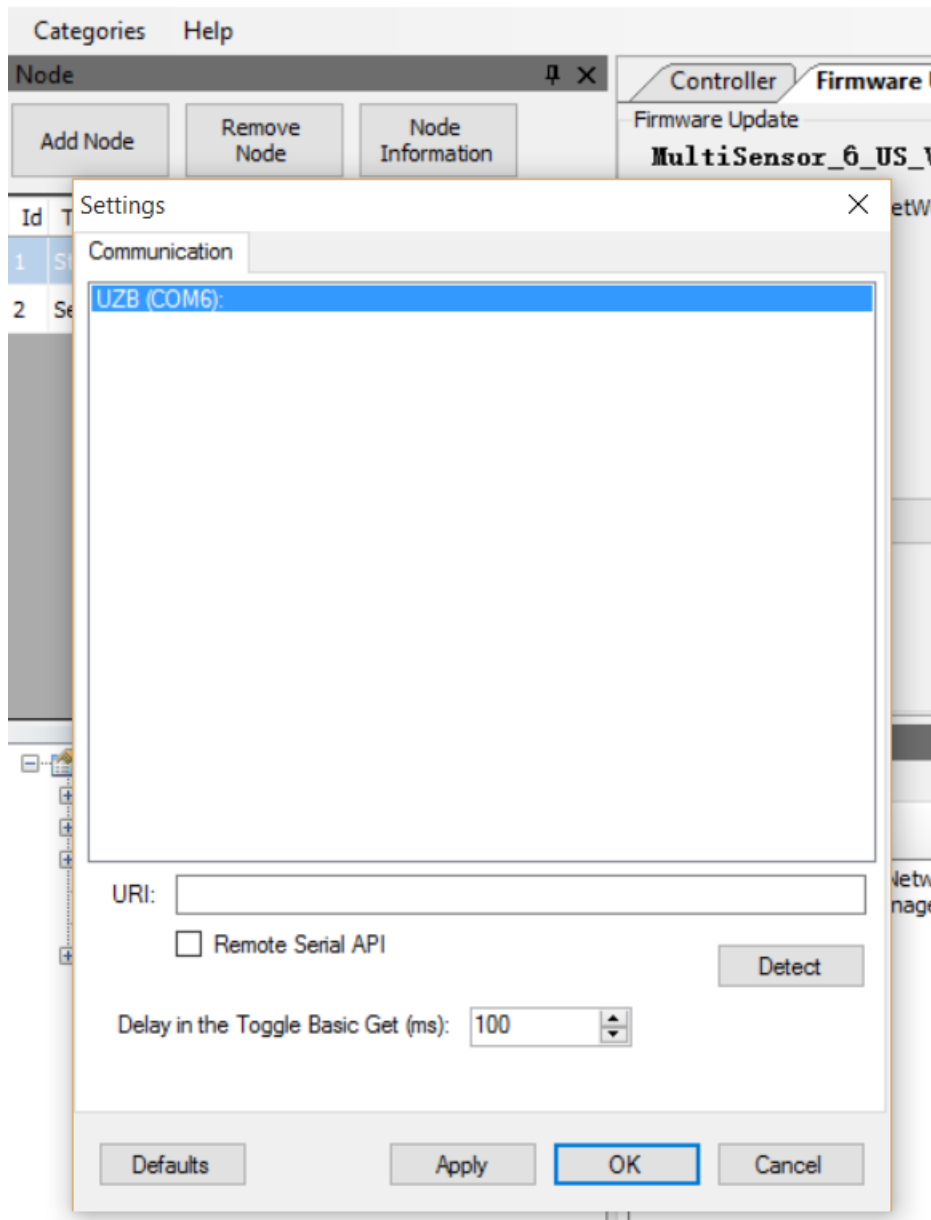 Categories Help
Node
Controller Firmware
Add Node
Remove Node
Node Information
Firmware Update
MultiSensor_6_US_
Id
Settings
Communication
1
UZB (COM6):
2 Se
URI:
Remote Serial API
Detect
Delay in the Toggle Basic Get (ms): 100
Defaults Apply OK Cancel